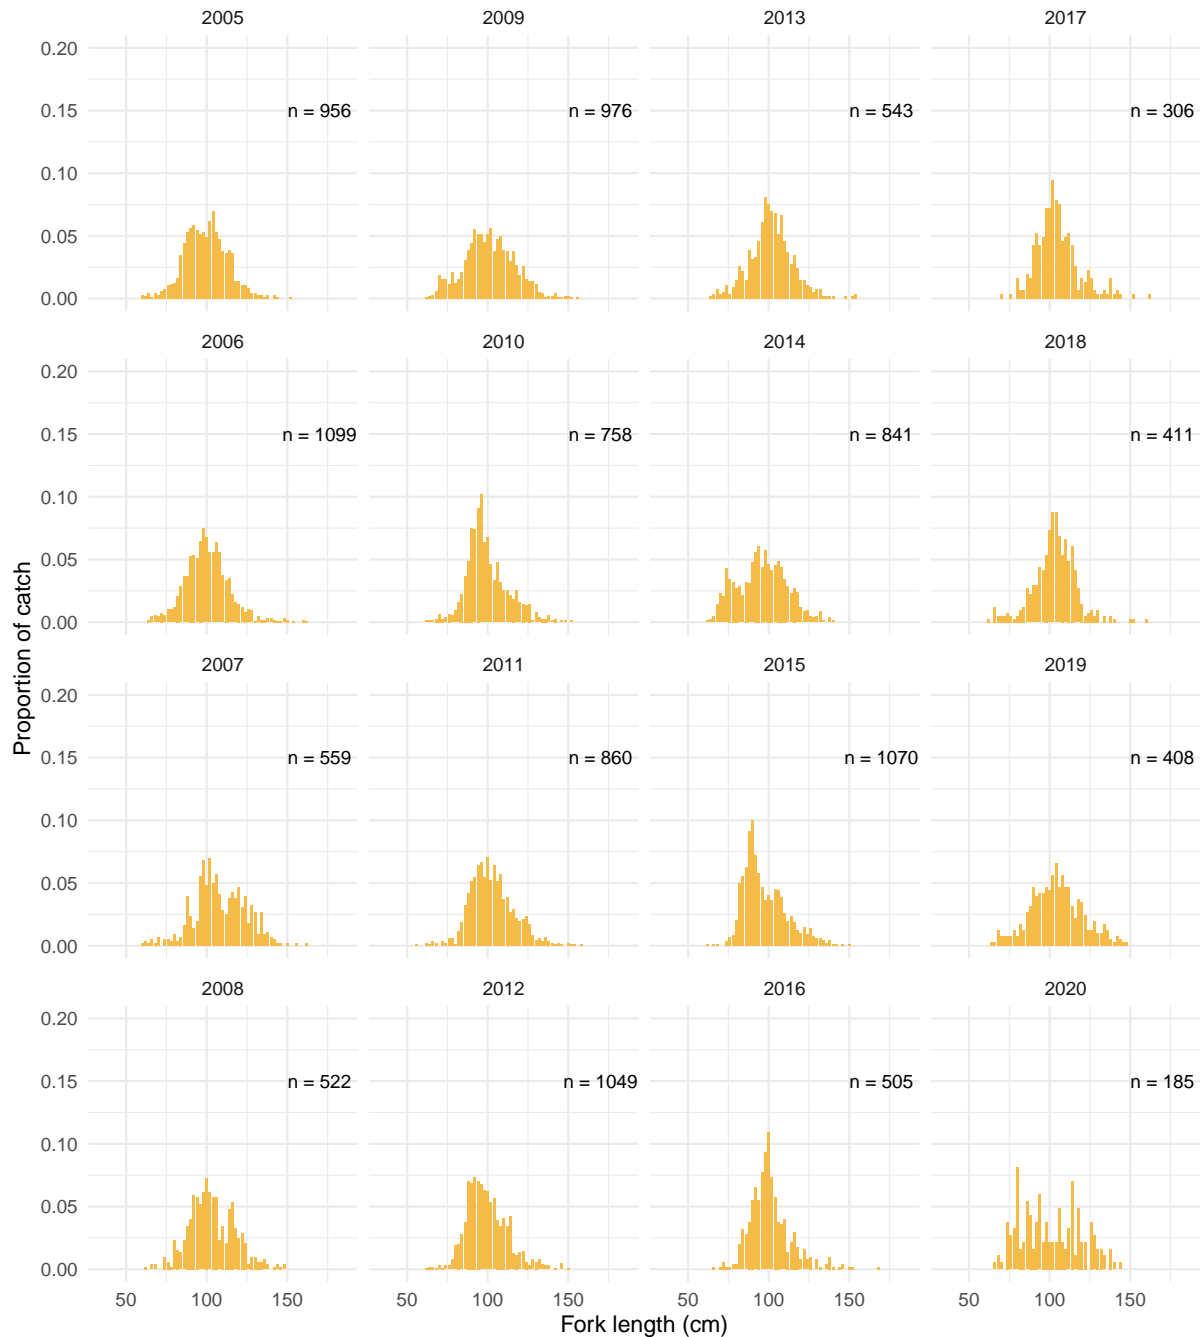 2005 2009 2013 2017
0.20
0.15
0.10
0.05
0.00
n = 956 n = 976 n = 543 n = 306
2006 2010 2014 2018
0.20
0.15
0.10
0.05
0.00
n = 1099 n = 758 n = 841 n = 411
2007 2011 2015 2019
0.20
0.15
0.10
0.05
0.00
n = 559 n = 860 n = 1070 n = 408
2008 2012 2016 2020
0.20
0.15
0.10
0.05
0.00
n = 522 n = 1049 n = 505 n = 185
50 100 150 50 100 150 50 100 150 50 100 150
Fork length (cm)
Proportion of catch